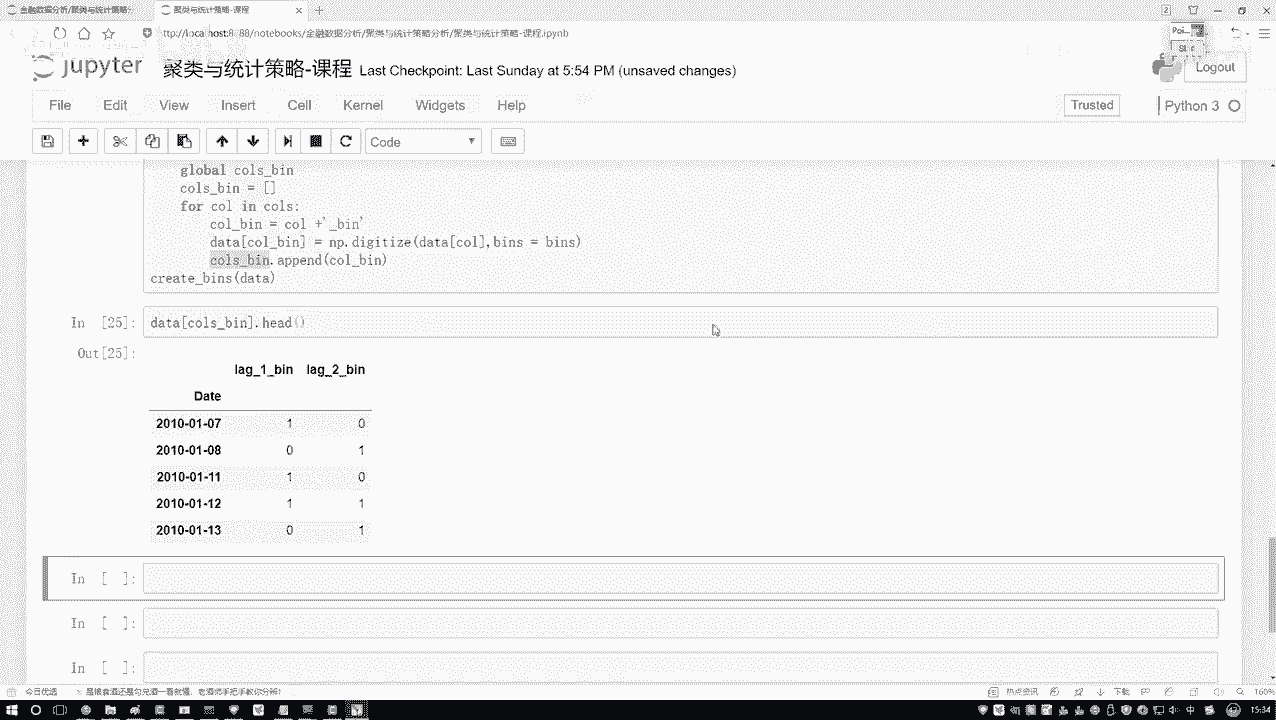 金融数据分析/聚类与统计策略分
聚类与统计策略-课程
ttp://localhost:8888/notebooks/金融数据分析/聚类与统计策略分析/聚类与统计策略-课程.ipynb
jupyter 聚类与统计策略-课程 Last Checkpoint: Last Sunday at 5:54 PM (unsaved changes)
Logout
File Edit View Insert Cell Kernel Widgets Help
Trusted
Python 3
Code
global cols_bin
cols_bin = []
for col in cols:
col_bin = col +'_bin'
data[col_bin] = np.digitize(data[col],bins = bins)
cols_bin.append(col_bin)
create_bins(data)
In [25]: data[cols_bin].head()
Out[25]:
lag_1_bin lag_2_bin
Date
2010-01-07 1 0
2010-01-08 0 1
2010-01-11 1 0
2010-01-12 1 1
2010-01-13 0 1
In [ ]:
In [ ]:
In [ ]:
今日优选
热点资讯
下载
160%
中
15:34